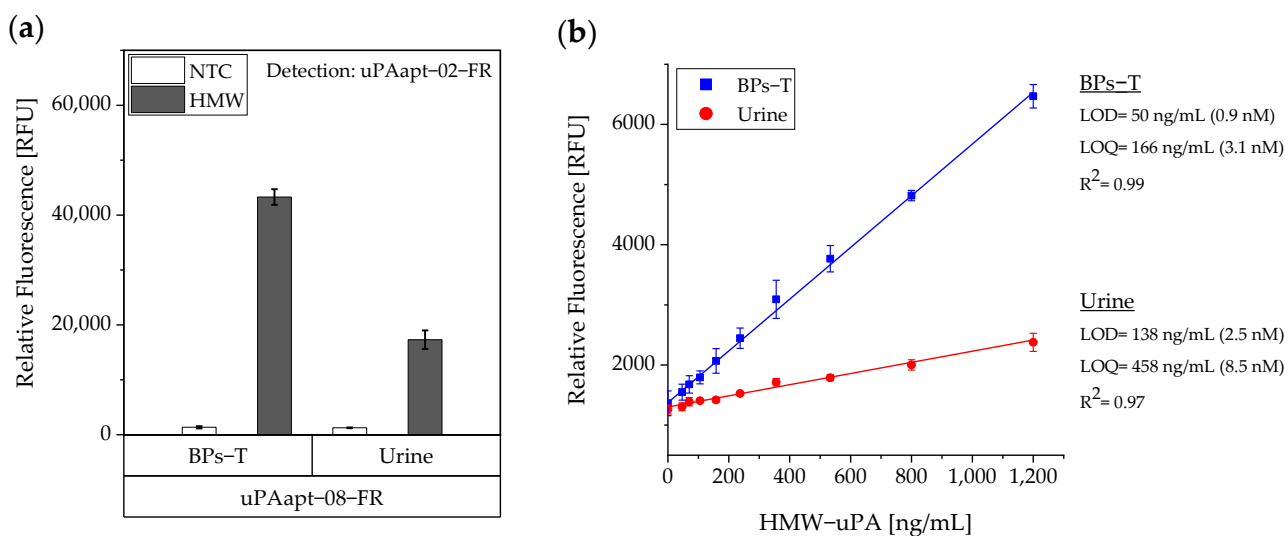 (a)
Relative Fluorescence [RFU]
60,000
40,000
20,000
0
NTC
HMW
Detection: uPAapt−02−FR
BPs−T
Urine
uPAapt−08−FR
(b)
Relative Fluorescence [RFU]
6000
4000
2000
BPs−T
Urine
0
200
400
600
800
1,000
1,200
HMW−uPA [ng/mL]
BPs−T
LOD= 50 ng/mL (0.9 nM)
LOQ= 166 ng/mL (3.1 nM)
R²= 0.99
Urine
LOD= 138 ng/mL (2.5 nM)
LOQ= 458 ng/mL (8.5 nM)
R²= 0.97